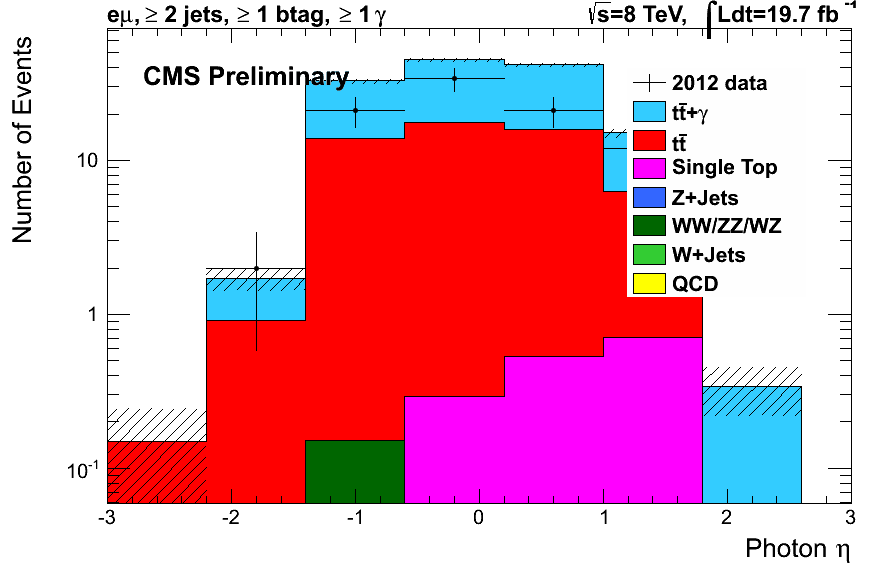 eμ, ≥ 2 jets, ≥ 1 btag, ≥ 1 γ
√s=8 TeV, ∫Ldt=19.7 fb⁻¹
CMS Preliminary
2012 data
tt̄+γ
tt̄
Single Top
Z+Jets
WW/ZZ/WZ
W+Jets
QCD
Number of Events
10
1
10⁻¹
-3 -2 -1 0 1 2 3
Photon η